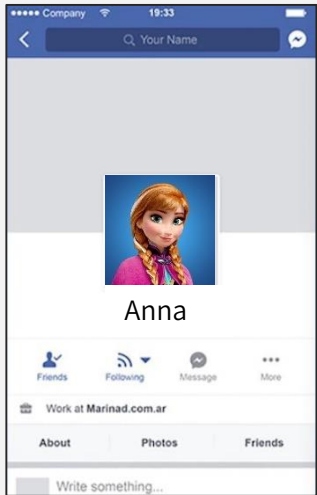 Company 19:33
Your Name
Anna
Friends Following Message More
Work at Marinad.com.ar
About Photos Friends
Write something...